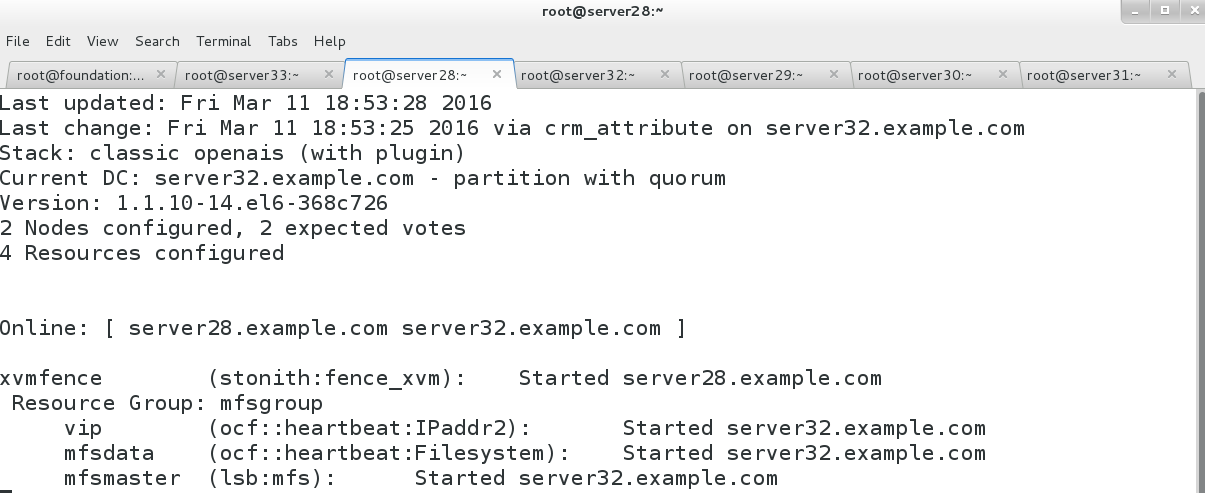 root@server28:~
File Edit View Search Terminal Tabs Help
root@foundation:... root@server33:~ root@server28:~ root@server32:~ root@server29:~ root@server30:~ root@server31:~
Last updated: Fri Mar 11 18:53:28 2016
Last change: Fri Mar 11 18:53:25 2016 via crm_attribute on server32.example.com
Stack: classic openais (with plugin)
Current DC: server32.example.com - partition with quorum
Version: 1.1.10-14.el6-368c726
2 Nodes configured, 2 expected votes
4 Resources configured
Online: [ server28.example.com server32.example.com ]
xvmfence (stonith:fence_xvm): Started server28.example.com
Resource Group: mfsgroup
vip (ocf::heartbeat:IPaddr2): Started server32.example.com
mfsdata (ocf::heartbeat:Filesystem): Started server32.example.com
mfsmaster (lsb:mfs): Started server32.example.com